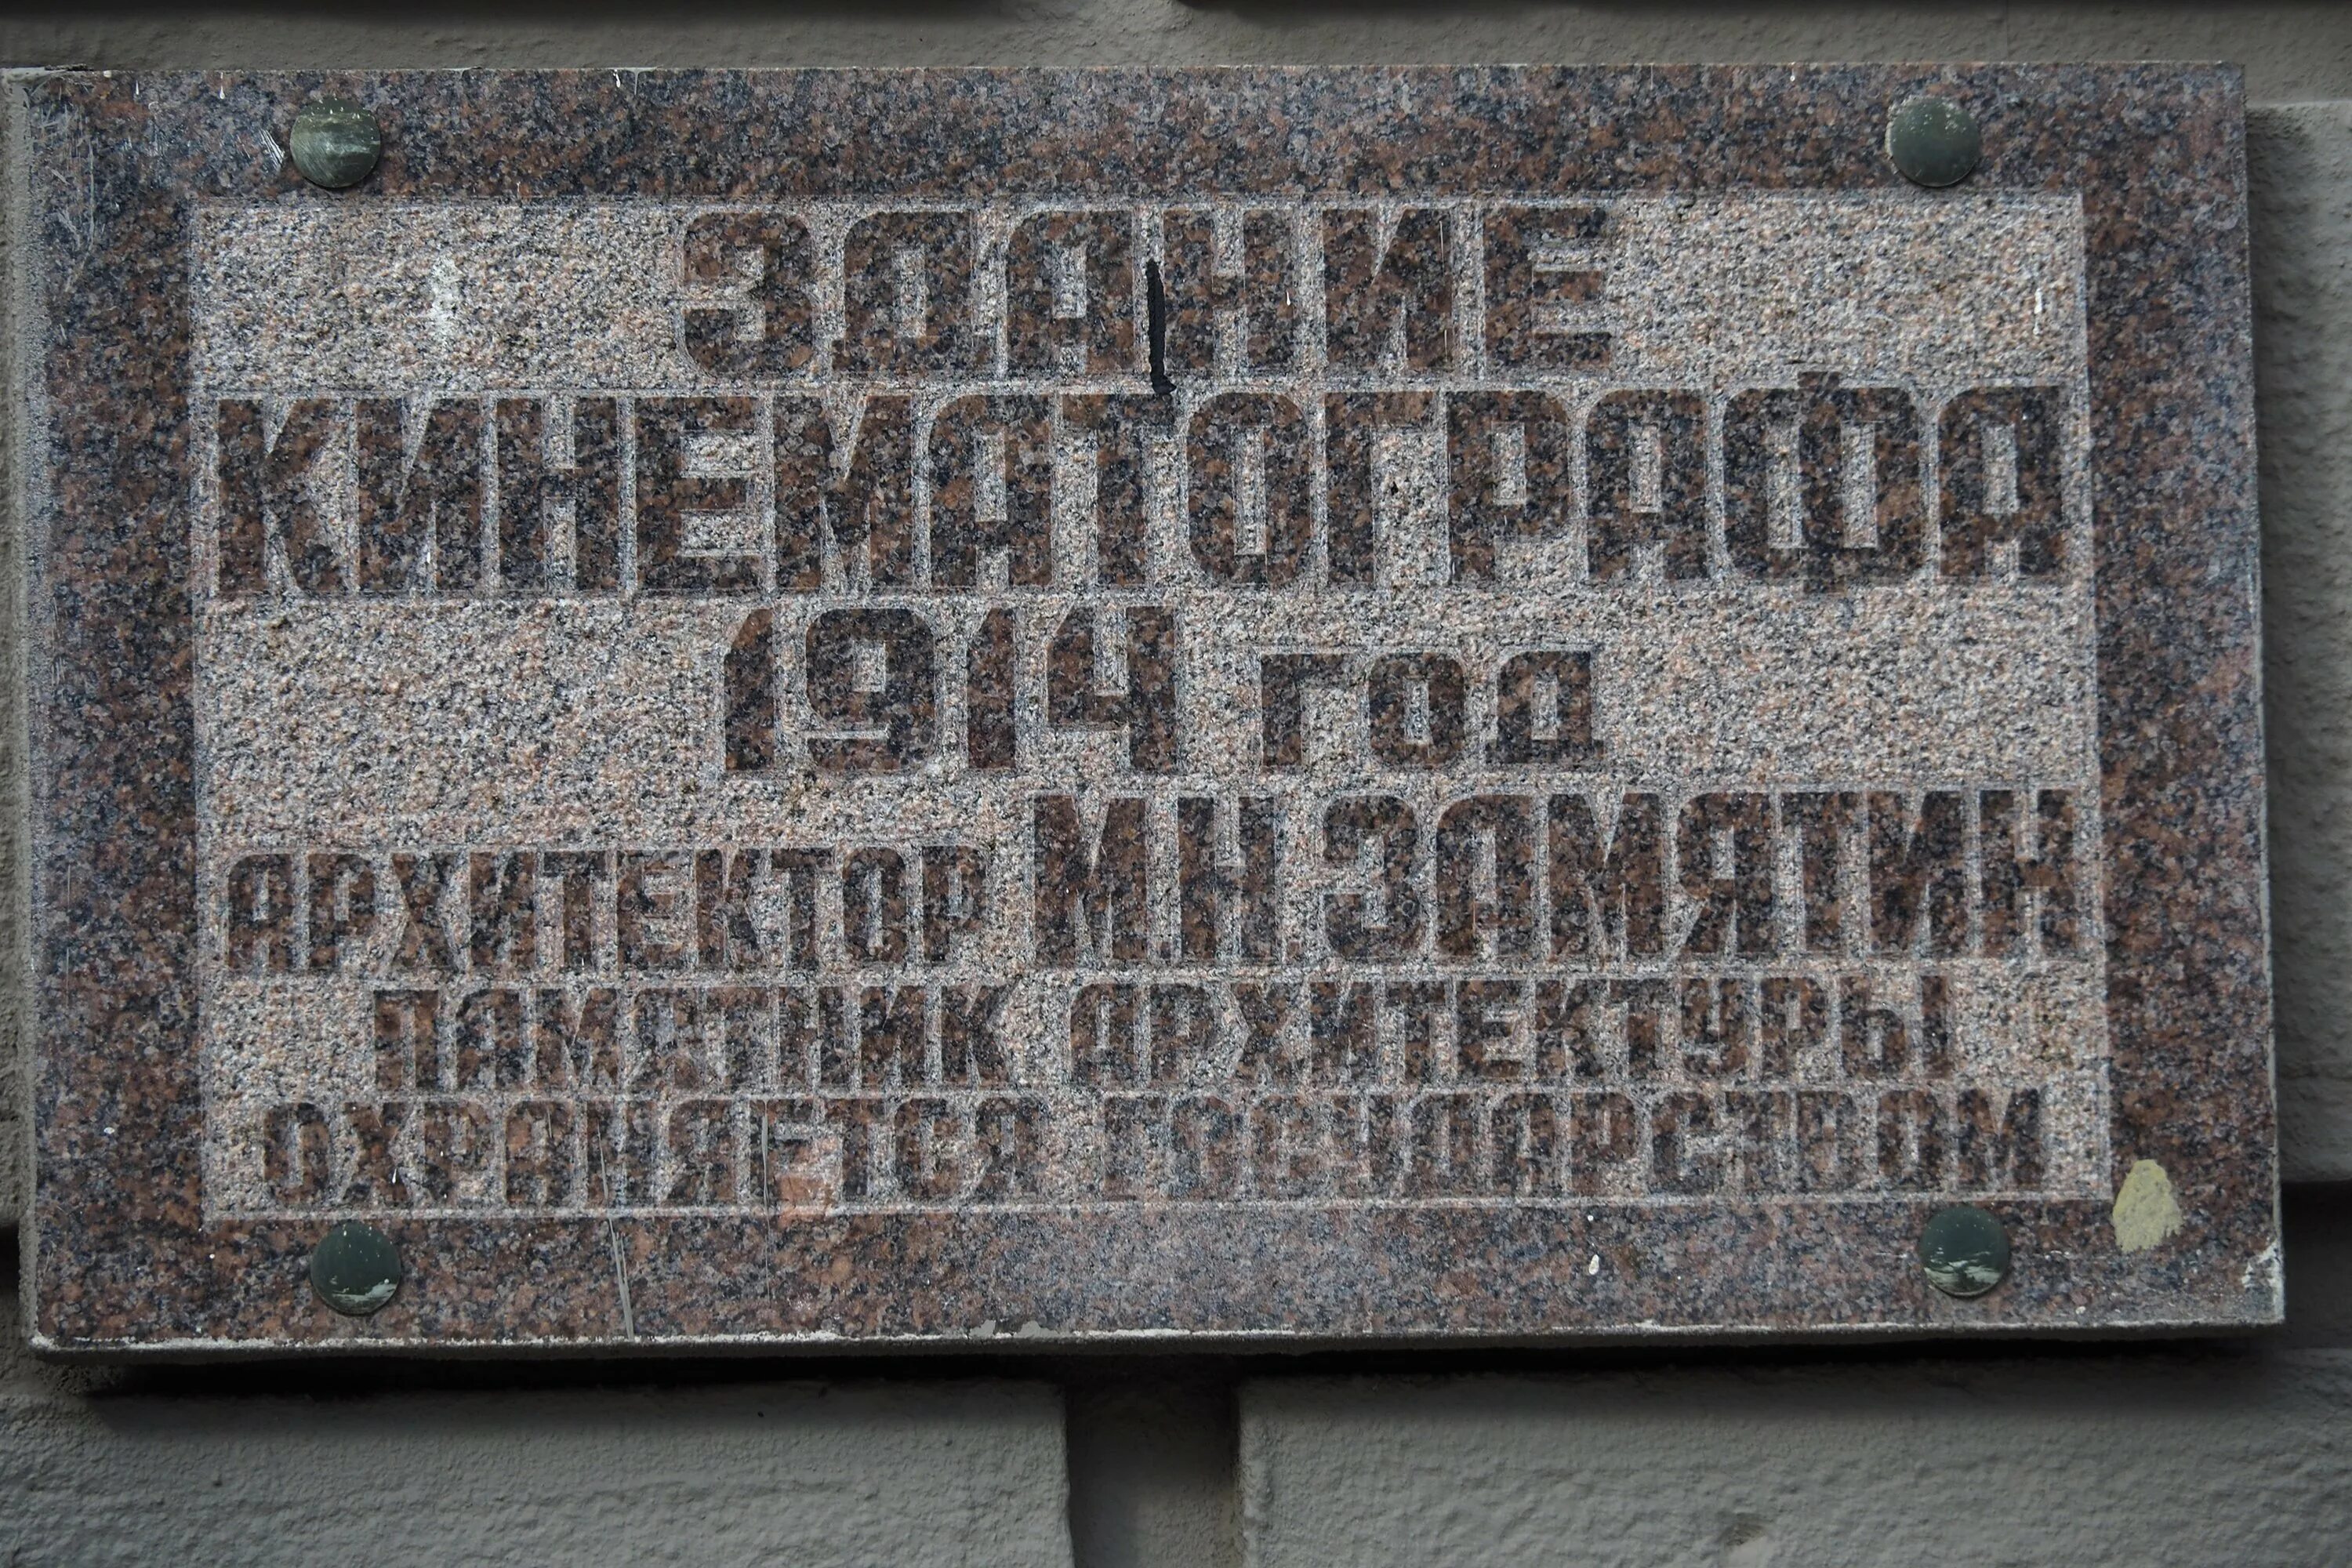 ЗДАНИЕ
КИНЕМАТОГРАФА
1914 год
АРХИТЕКТОР М.Н.ЗАМЯТИН
ПАМЯТНИК АРХИТЕКТУРЫ
ОХРАНЯЕТСЯ ГОСУДАРСТВОМ